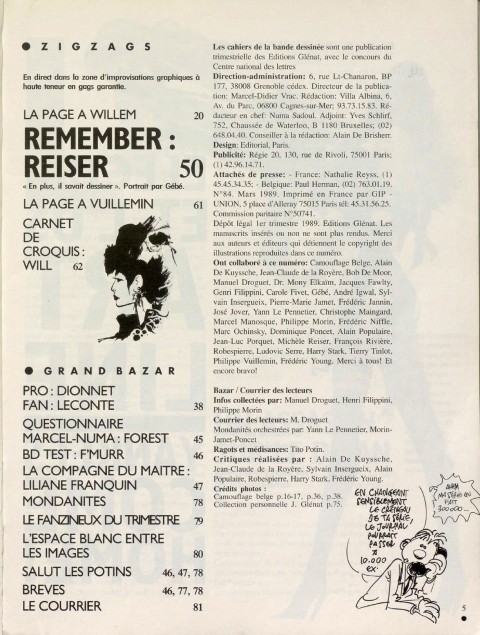 ● ZIGZAGS
En direct dans la zone d'improvisations graphiques à
haute teneur en gags garantie.
LA PAGE A WILLEM 20
REMEMBER :
REISER 50
« En plus, il savait dessiner ». Portrait par Gébé.
LA PAGE A VUILLEMIN 61
CARNET
DE
CROQUIS :
WILL 62
● GRAND BAZAR
PRO : DIONNET
FAN : LECONTE 38
QUESTIONNAIRE
MARCEL-NUMA : FOREST 45
BD TEST : F'MURR 46
LA COMPAGNE DU MAITRE :
LILIANE FRANQUIN 47
MONDANITES 78
LE FANZINEUX DU TRIMESTRE 79
L'ESPACE BLANC ENTRE
LES IMAGES 80
SALUT LES POTINS 46, 47, 78
BREVES 46, 77, 78
LE COURRIER 81
Les cahiers de la bande dessinée sont une publication
trimestrielle des Editions Glénat, avec le concours du
Centre national des lettres
Direction-administration: 6, rue Lt-Chanaron, BP
177, 38008 Grenoble cédex. Directeur de la publica-
tion: Marcel-Didier Vrac. Rédaction: Villa Albina, 6,
Av. du Parc, 06800 Cagnes-sur-Mer; 93.73.15.83. Ré-
dacteur en chef: Numa Sadoul. Adjoint: Yves Schlirf,
752, Chaussée de Waterloo, B 1180 Bruxelles; (02)
648.04.40. Conseiller à la rédaction: Alain De Brisherr.
Design: Editorial, Paris.
Publicité: Régie 20, 130, rue de Rivoli, 75001 Paris;
(1) 42.96.14.71.
Attachés de presse: - France: Nathalie Reyss, (1)
45.45.34.35; - Belgique: Paul Herman, (02) 763.01.19.
N°84. Mars 1989. Imprimé en France par GIP -
UNION, 5 place d'Alleray 75015 Paris tél: 45.31.56.25.
Commission paritaire N°50741.
Dépôt légal 1er trimestre 1989. Editions Glénat. Les
manuscrits insérés on non ne sont plus rendus. Merci
aux auteurs et éditeurs qui détiennent le copyright des
illustrations reproduites dans ce numéro.
Ont collaboré à ce numéro: Camouflage Belge, Alain
De Kuyssche, Jean-Claude de la Royère, Bob De Moor,
Manuel Droguet, Dr. Mony Elkaïm, Jacques Fawlty,
Genri Filippini, Carole Fivet, Gébé, André Igwal, Syl-
vain Insergueix, Pierre-Marie Jamet, Frédéric Jannin,
José Jover, Yann Le Pennetier, Christophe Maingard,
Marcel Manosque, Philippe Morin, Frédéric Niffle,
Marc Ochinsky, Dominique Poncet, Alain Populaire,
Jean-Luc Porquet, Michèle Reiser, François Rivière,
Robespierre, Ludovic Serre, Harry Stark, Tierry Tinlot,
Philippe Vuillemin, Frédéric Young. Merci à tous! Et
encore bravo!
Bazar / Courrier des lecteurs
Infos collectées par: Manuel Droguet, Henri Filippini,
Philippe Morin
Courrier des lecteurs: M. Droguet
Mondanités orchestrées par: Yann Le Pennetier, Morin-
Jamet-Poncet
Ragots et médisances: Tito Potin.
Critiques réalisées par : Alain De Kuyssche,
Jean-Claude de la Royère, Sylvain Insergueix, Alain
Populaire, Robespierre, Harry Stark, Frédéric Young.
Crédits photos :
Camouflage belge p.16-17, p.36, p.38.
Collection personnelle J. Glénat p.75.
EN CHANGEANT
SENSIBLEMENT
LE CRÉNEAU
DE TA SÉRIE,
LE JOURNAL
POURRAIT
PASSER
À
10.000
EX.
MA SÉRIE EN
FAIT
300000
5
●